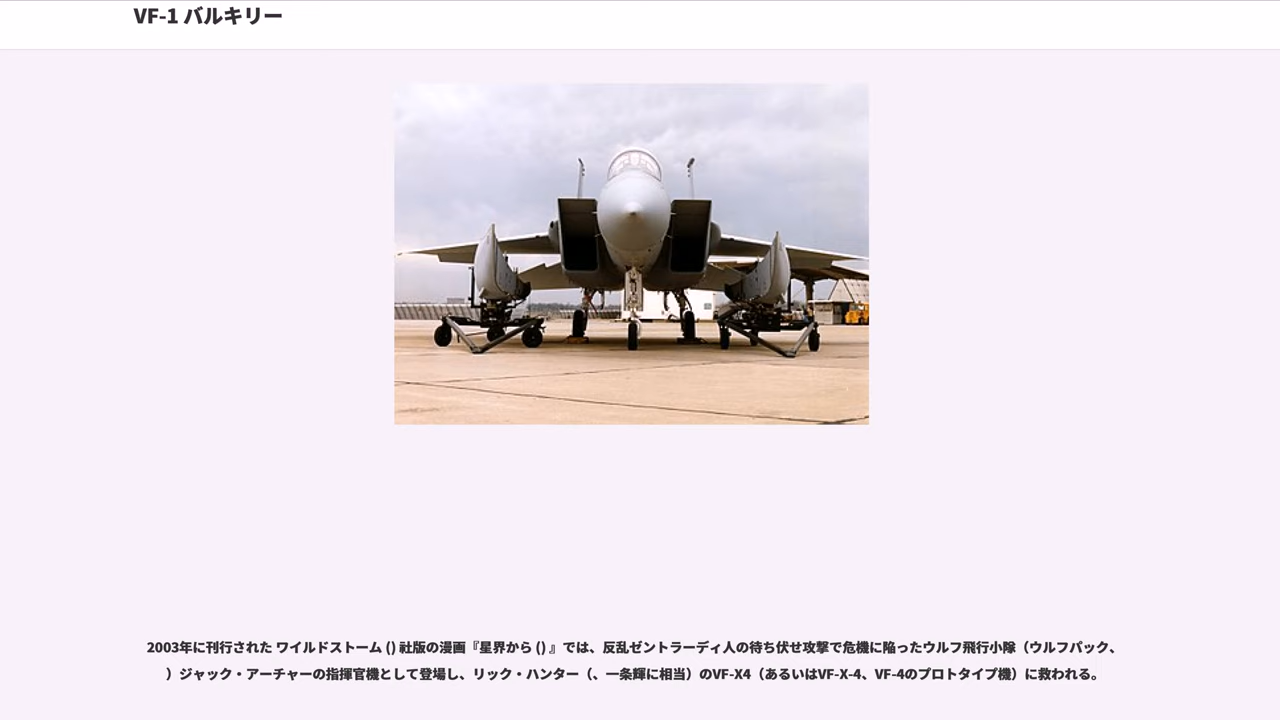 VF-1 バルキリー
2003年に刊行された ワイルドストーム () 社版の漫画『星界から () 』では、反乱ゼントラーディ人の待ち伏せ攻撃で危機に陥ったウルフ飛行小隊（ウルフパック、
）ジャック・アーチャーの指揮官機として登場し、リック・ハンター（、一条輝に相当）のVF-X4（あるいはVF-X-4、VF-4のプロトタイプ機）に救われる。